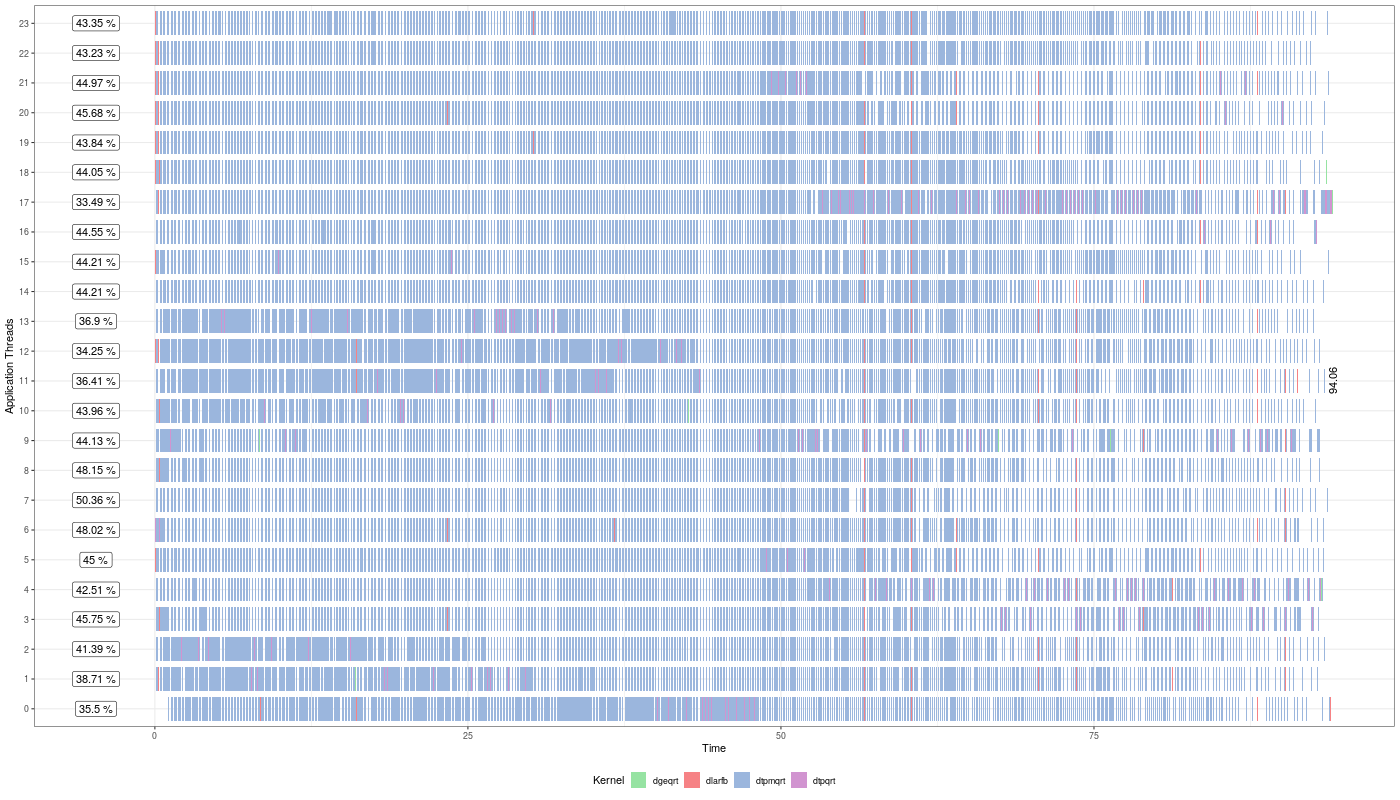 23 43.35 %
22 43.23 %
21 44.97 %
20 45.68 %
19 43.84 %
18 44.05 %
17 33.49 %
16 44.55 %
15 44.21 %
14 44.21 %
13 36.9 %
12 34.25 %
11 36.41 %
10 43.96 %
9 44.13 %
8 48.15 %
7 50.36 %
6 48.02 %
5 45 %
4 42.51 %
3 45.75 %
2 41.39 %
1 38.71 %
0 35.5 %
Application Threads
94.06
0 25 50 75
Time
Kernel dgeqrt dlarfb dtpmqrt dtpqrt